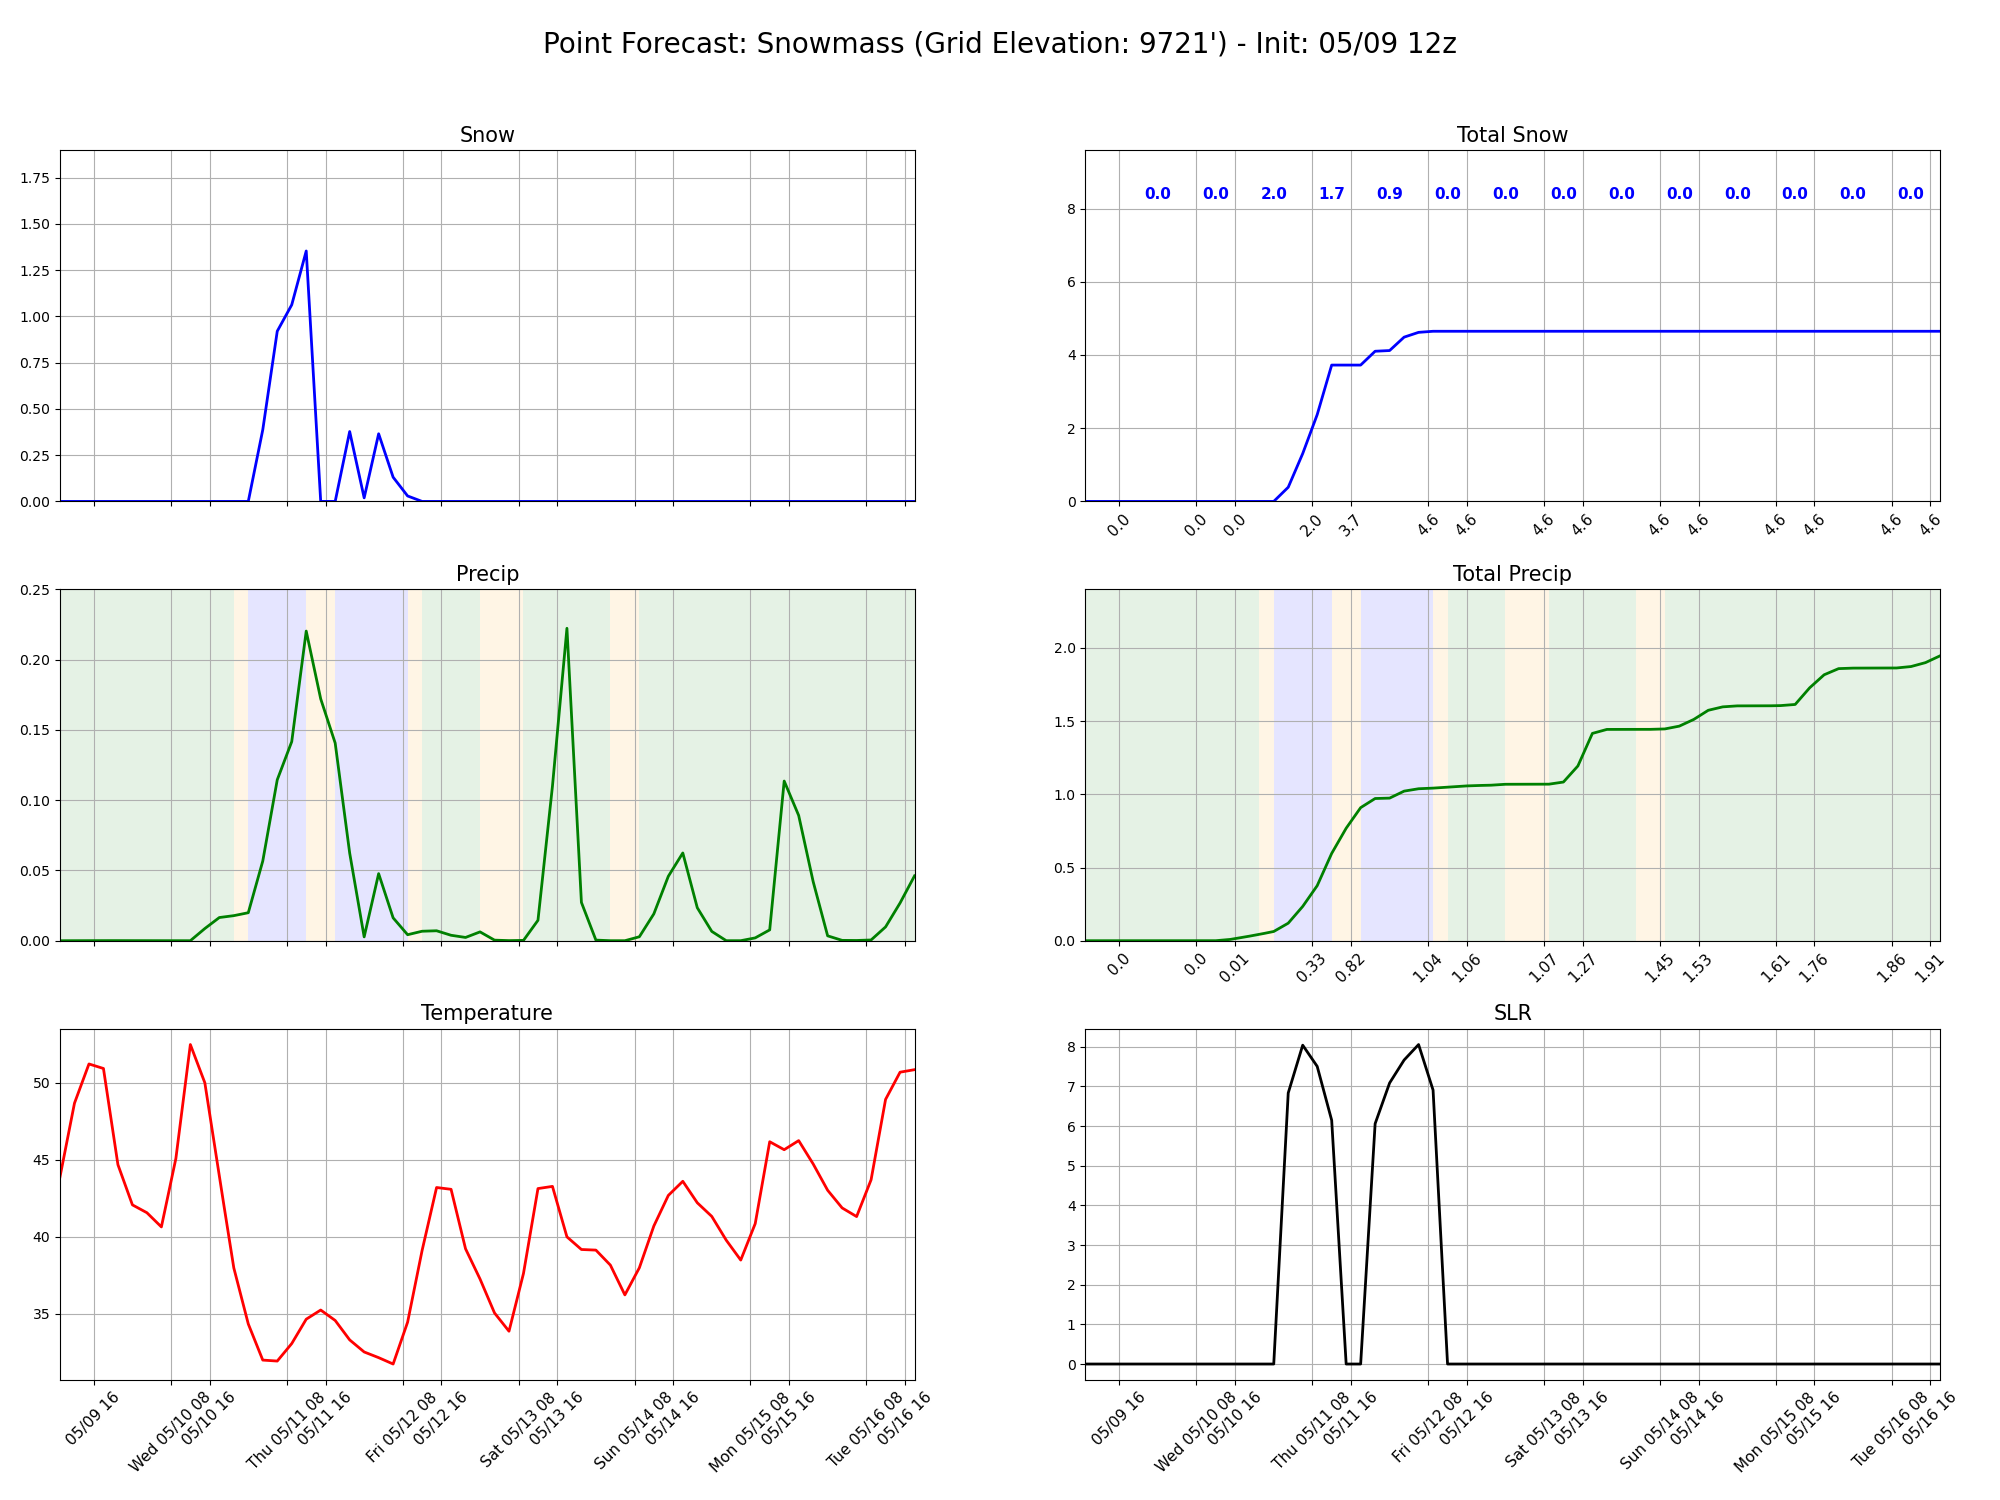 Point Forecast: Snowmass (Grid Elevation: 9721') - Init: 05/09 12z
Snow
1.75
1.50
1.25
1.00
0.75
0.50
0.25
0.00
Total Snow
0.0 0.0 2.0 1.7 0.9 0.0 0.0 0.0 0.0 0.0 0.0 0.0 0.0 0.0
8
6
4
2
0
0.0 0.0 0.0 2.0 3.7 4.6 4.6 4.6 4.6 4.6 4.6 4.6 4.6 4.6 4.6
Precip
0.25
0.20
0.15
0.10
0.05
0.00
Total Precip
2.0
1.5
1.0
0.5
0.0
0.0 0.0 0.01 0.33 0.82 1.04 1.06 1.07 1.27 1.45 1.53 1.61 1.76 1.86 1.91
Temperature
50
45
40
35
05/09 16
Wed 05/10 08
05/10 16
Thu 05/11 08
05/11 16
Fri 05/12 08
05/12 16
Sat 05/13 08
05/13 16
Sun 05/14 08
05/14 16
Mon 05/15 08
05/15 16
Tue 05/16 08
05/16 16
SLR
8
7
6
5
4
3
2
1
0
05/09 16
Wed 05/10 08
05/10 16
Thu 05/11 08
05/11 16
Fri 05/12 08
05/12 16
Sat 05/13 08
05/13 16
Sun 05/14 08
05/14 16
Mon 05/15 08
05/15 16
Tue 05/16 08
05/16 16